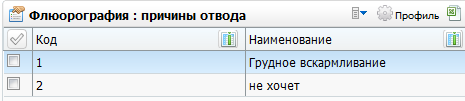 Флюорография : причины отвода Профиль
Код Наименование
1 Грудное вскармливание
2 не хочет